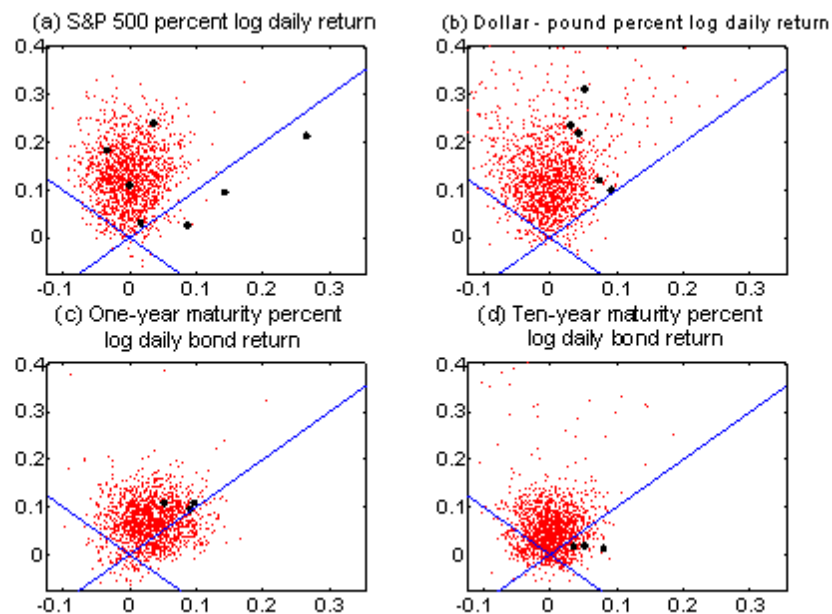 (a) S&P 500 percent log daily return
(b) Dollar - pound percent log daily return
0.4
0.3
0.2
0.1
0
-0.1 0 0.1 0.2 0.3
0.4
0.3
0.2
0.1
0
-0.1 0 0.1 0.2 0.3
(c) One-year maturity percent
log daily bond return
(d) Ten-year maturity percent
log daily bond return
0.4
0.3
0.2
0.1
0
-0.1 0 0.1 0.2 0.3
0.4
0.3
0.2
0.1
0
-0.1 0 0.1 0.2 0.3